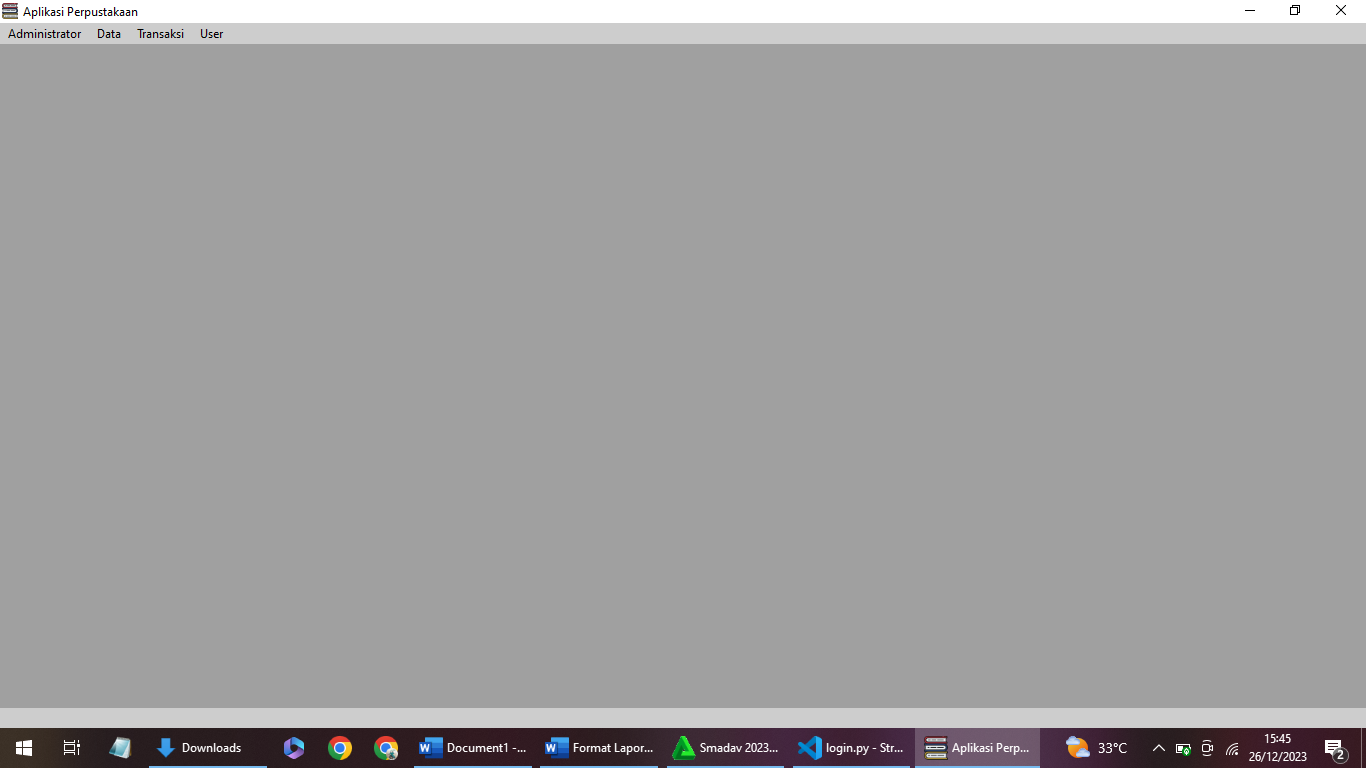 Aplikasi Perpustakaan
Administrator Data Transaksi User
Downloads Document1 -... Format Lapor... Smadav 2023... login.py - Str... Aplikasi Perp... 33°C 15:45
26/12/2023 2